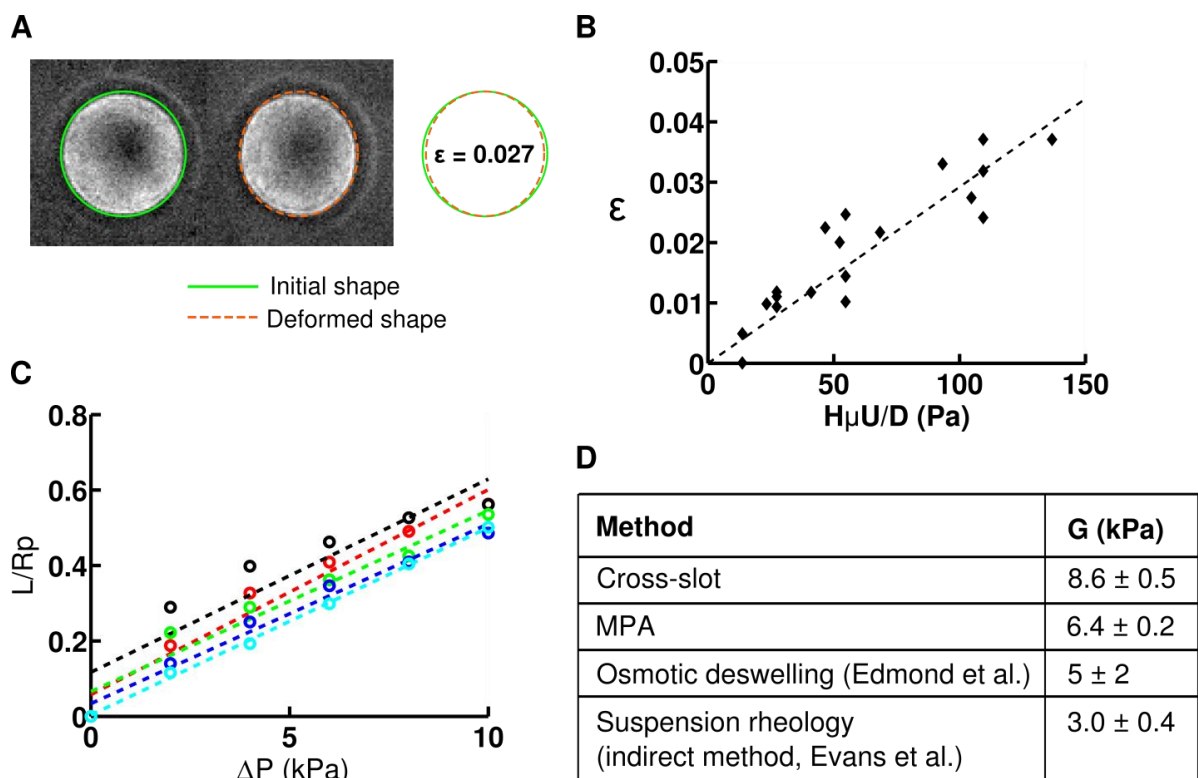 A
ε = 0.027
Initial shape
Deformed shape
B
0.05
0.04
0.03
0.02
0.01
0
ε
0
50
100
150
HμU/D (Pa)
C
0.8
0.6
0.4
0.2
0
L/Rp
0
5
10
ΔP (kPa)
D
Method G (kPa)
Cross-slot 8.6 ± 0.5
MPA 6.4 ± 0.2
Osmotic deswelling (Edmond et al.) 5 ± 2
Suspension rheology 3.0 ± 0.4
(indirect method, Evans et al.)